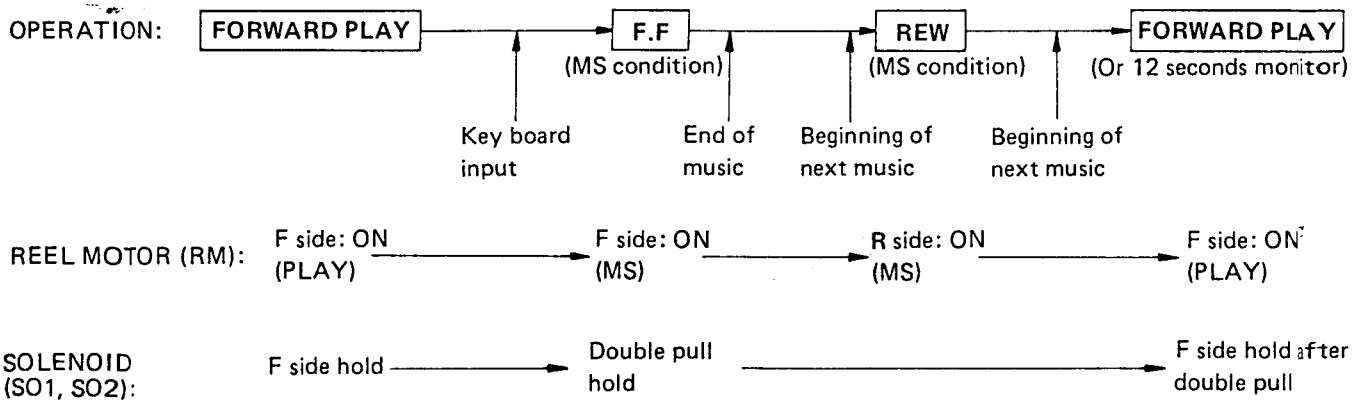 OPERATION: FORWARD PLAY F.F REW FORWARD PLAY
(MS condition) (MS condition) (Or 12 seconds monitor)
Key board input
End of music
Beginning of next music
Beginning of next music
REEL MOTOR (RM): F side: ON (PLAY) F side: ON (MS) R side: ON (MS) F side: ON (PLAY)
SOLENOID (SO1, SO2): F side hold Double pull hold F side hold after double pull